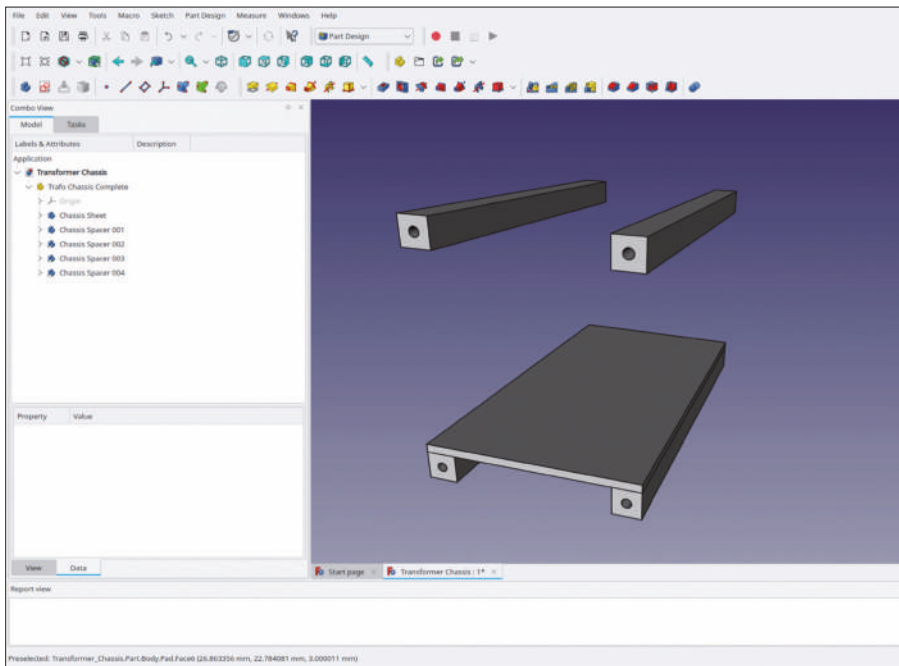 File Edit View Tools Macro Sketch Part Design Measure Windows Help
Part Design
Combo View
Model Tasks
Labels & Attributes Description
Application
Transformer Chassis
Trafo Chassis Complete
Origin
Chassis Sheet
Chassis Spacer 001
Chassis Spacer 002
Chassis Spacer 003
Chassis Spacer 004
Property Value
View Data
Start page Transformer Chassis : 1*
Report view
Preselected: Transformer_Chassis.Part.Body.Pad.Face6 (26.863356 mm, 22.784081 mm, 3.000011 mm)